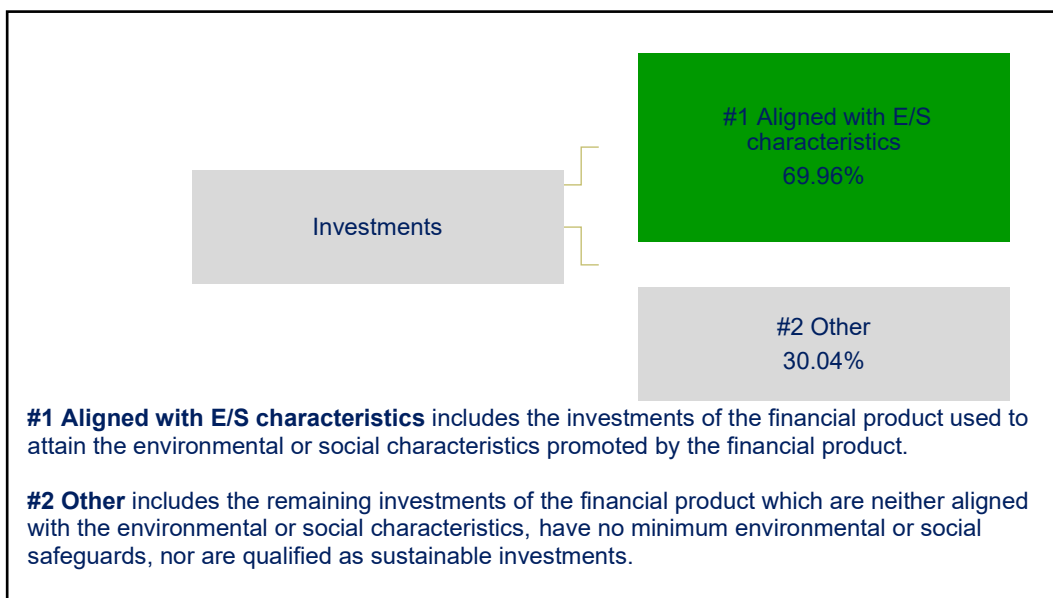 #1 Aligned with E/S
characteristics
69.96%
Investments
#2 Other
30.04%
#1 Aligned with E/S characteristics includes the investments of the financial product used to
attain the environmental or social characteristics promoted by the financial product.
#2 Other includes the remaining investments of the financial product which are neither aligned
with the environmental or social characteristics, have no minimum environmental or social
safeguards, nor are qualified as sustainable investments.